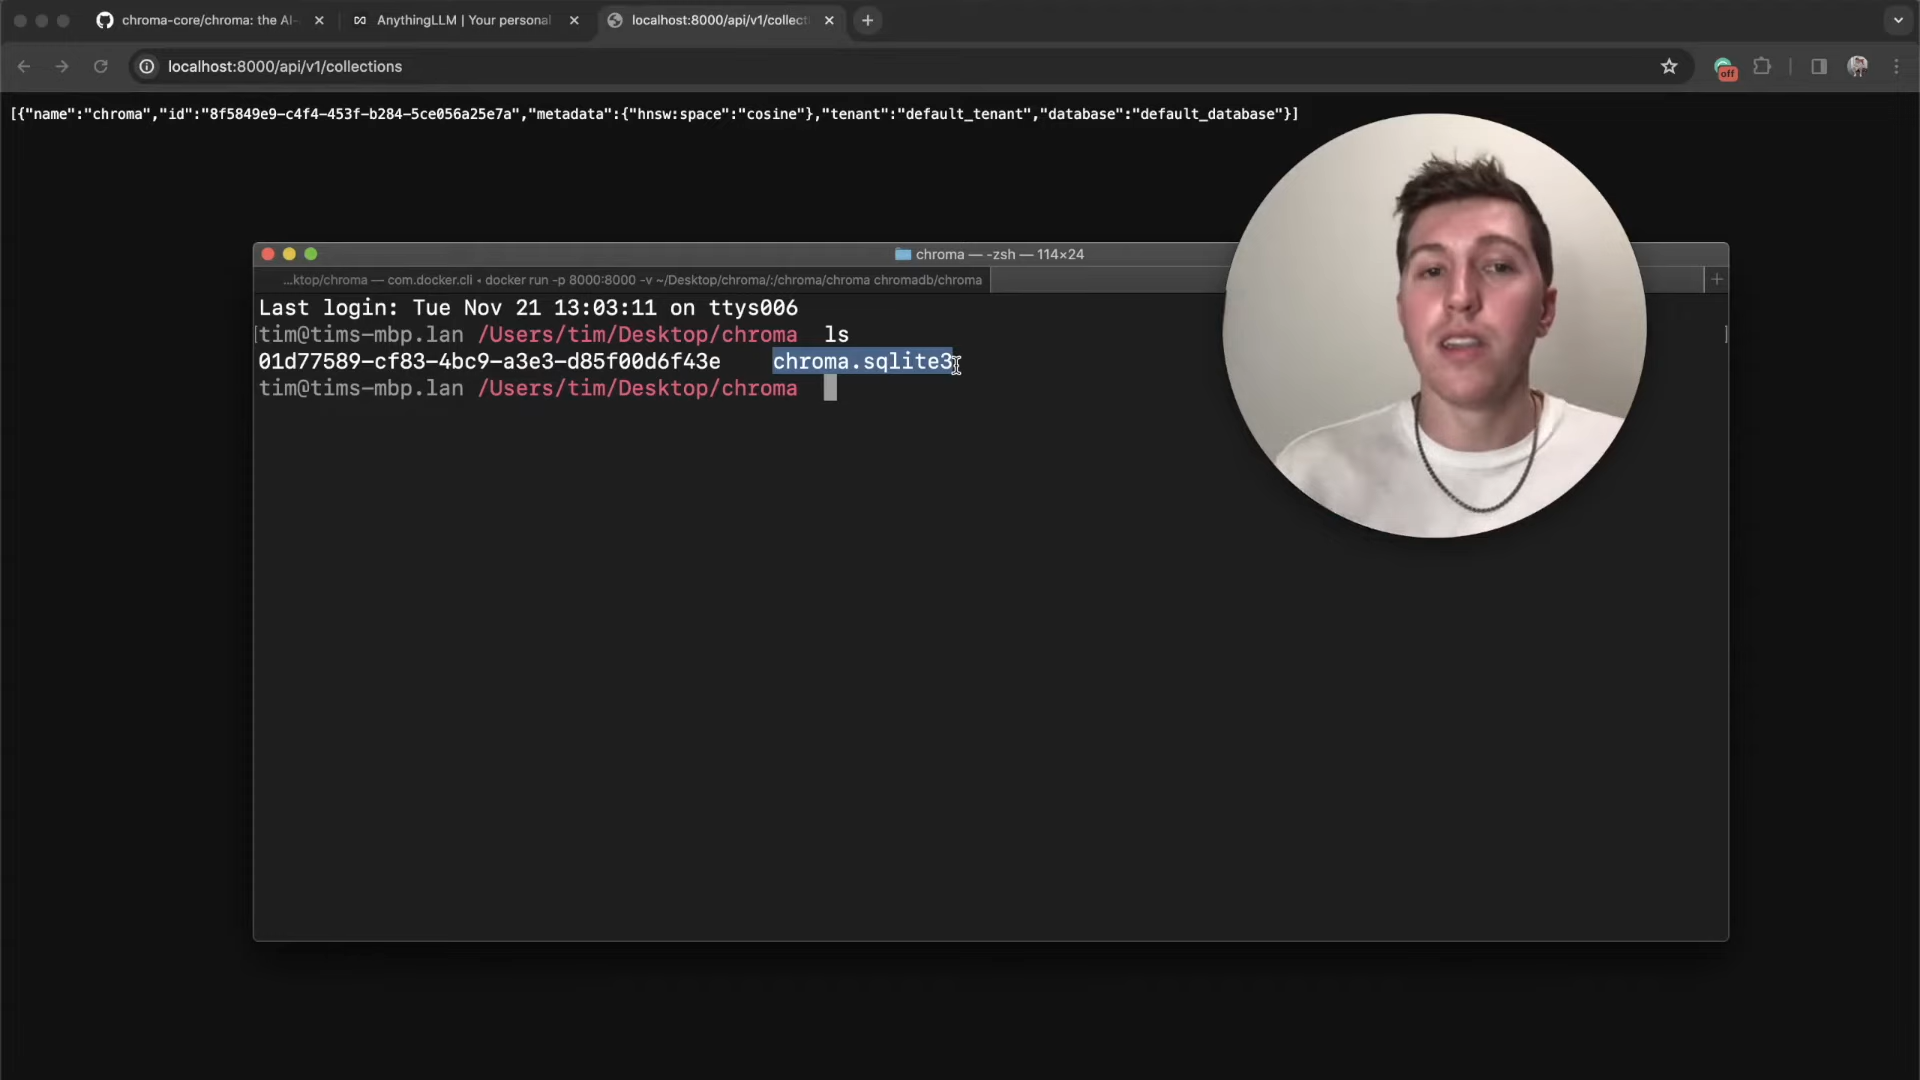 chroma-core/chroma: the AI-
AnythingLLM | Your personal
localhost:8000/api/v1/collecti
localhost:8000/api/v1/collections
off
[{"name":"chroma","id":"8f5849e9-c4f4-453f-b284-5ce056a25e7a","metadata":{"hnsw:space":"cosine"},"tenant":"default_tenant","database":"default_database"}]
chroma — -zsh — 114×24
...ktop/chroma — com.docker.cli ◂ docker run -p 8000:8000 -v ~/Desktop/chroma/:/chroma/chroma chromadb/chroma
Last login: Tue Nov 21 13:03:11 on ttys006
tim@tims-mbp.lan /Users/tim/Desktop/chroma ls
01d77589-cf83-4bc9-a3e3-d85f00d6f43e chroma.sqlite3
tim@tims-mbp.lan /Users/tim/Desktop/chroma